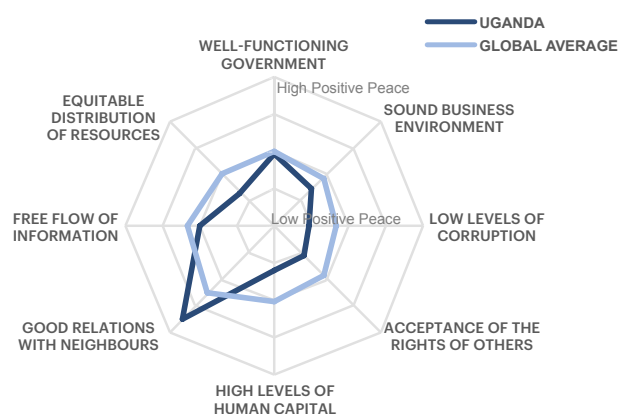 UGANDA
GLOBAL AVERAGE
WELL-FUNCTIONING
GOVERNMENT
High Positive Peace
EQUITABLE
DISTRIBUTION
OF RESOURCES
SOUND BUSINESS
ENVIRONMENT
FREE FLOW OF
INFORMATION
Low Positive Peace
LOW LEVELS OF
CORRUPTION
GOOD RELATIONS
WITH NEIGHBOURS
ACCEPTANCE OF THE
RIGHTS OF OTHERS
HIGH LEVELS OF
HUMAN CAPITAL